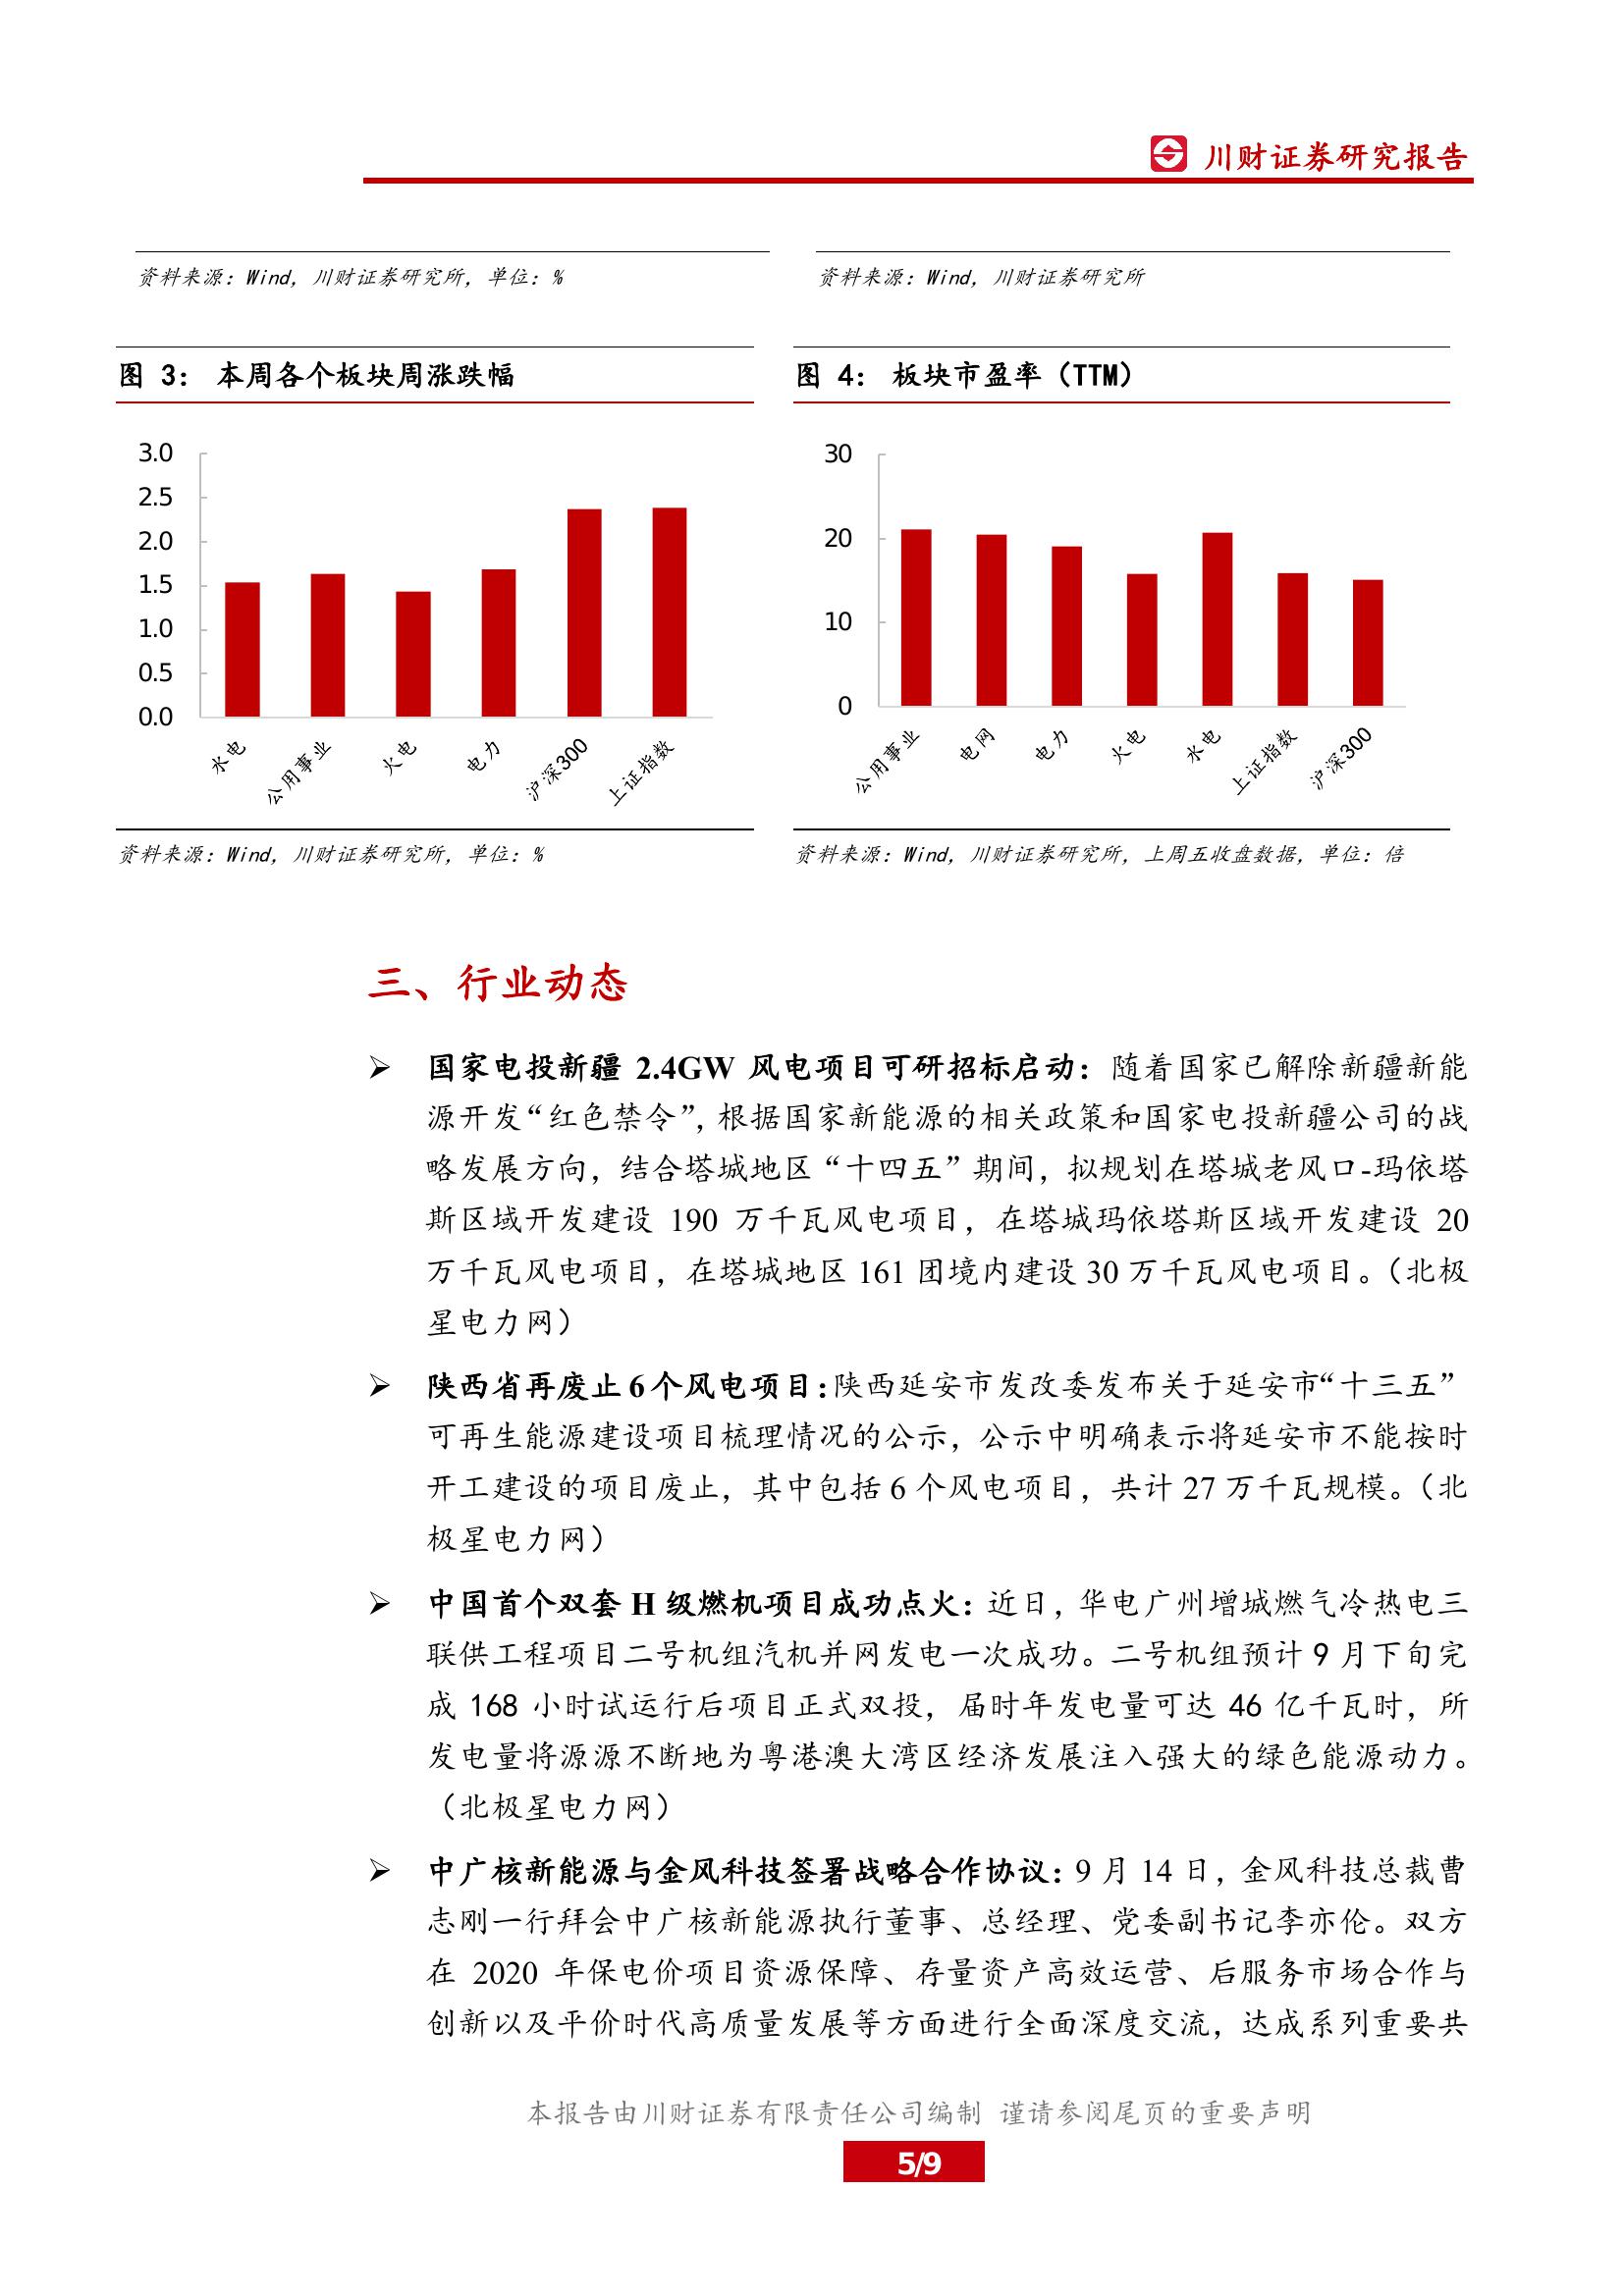 川财证券研究报告
资料来源：Wind，川财证券研究所，单位：%
资料来源：Wind，川财证券研究所
图 3： 本周各个板块周涨跌幅
3.0
2.5
2.0
1.5
1.0
0.5
0.0
水电
公用事业
火电
电力
沪深300
上证指数
资料来源：Wind，川财证券研究所，单位：%
图 4： 板块市盈率（TTM）
30
20
10
0
公用事业
电网
电力
火电
水电
上证指数
沪深300
资料来源：Wind，川财证券研究所，上周五收盘数据，单位：倍
三、行业动态
国家电投新疆 2.4GW 风电项目可研招标启动：随着国家已解除新疆新能
源开发“红色禁令”，根据国家新能源的相关政策和国家电投新疆公司的战
略发展方向，结合塔城地区“十四五”期间，拟规划在塔城老风口-玛依塔
斯区域开发建设 190 万千瓦风电项目，在塔城玛依塔斯区域开发建设 20
万千瓦风电项目，在塔城地区 161 团境内建设 30 万千瓦风电项目。（北极
星电力网）
陕西省再废止 6 个风电项目：陕西延安市发改委发布关于延安市“十三五”
可再生能源建设项目梳理情况的公示，公示中明确表示将延安市不能按时
开工建设的项目废止，其中包括 6 个风电项目，共计 27 万千瓦规模。（北
极星电力网）
中国首个双套 H 级燃机项目成功点火：近日，华电广州增城燃气冷热电三
联供工程项目二号机组汽机并网发电一次成功。二号机组预计 9 月下旬完
成 168 小时试运行后项目正式双投，届时年发电量可达 46 亿千瓦时，所
发电量将源源不断地为粤港澳大湾区经济发展注入强大的绿色能源动力。
（北极星电力网）
中广核新能源与金风科技签署战略合作协议：9 月 14 日，金风科技总裁曹
志刚一行拜会中广核新能源执行董事、总经理、党委副书记李亦伦。双方
在 2020 年保电价项目资源保障、存量资产高效运营、后服务市场合作与
创新以及平价时代高质量发展等方面进行全面深度交流，达成系列重要共
本报告由川财证券有限责任公司编制 谨请参阅尾页的重要声明
5/9